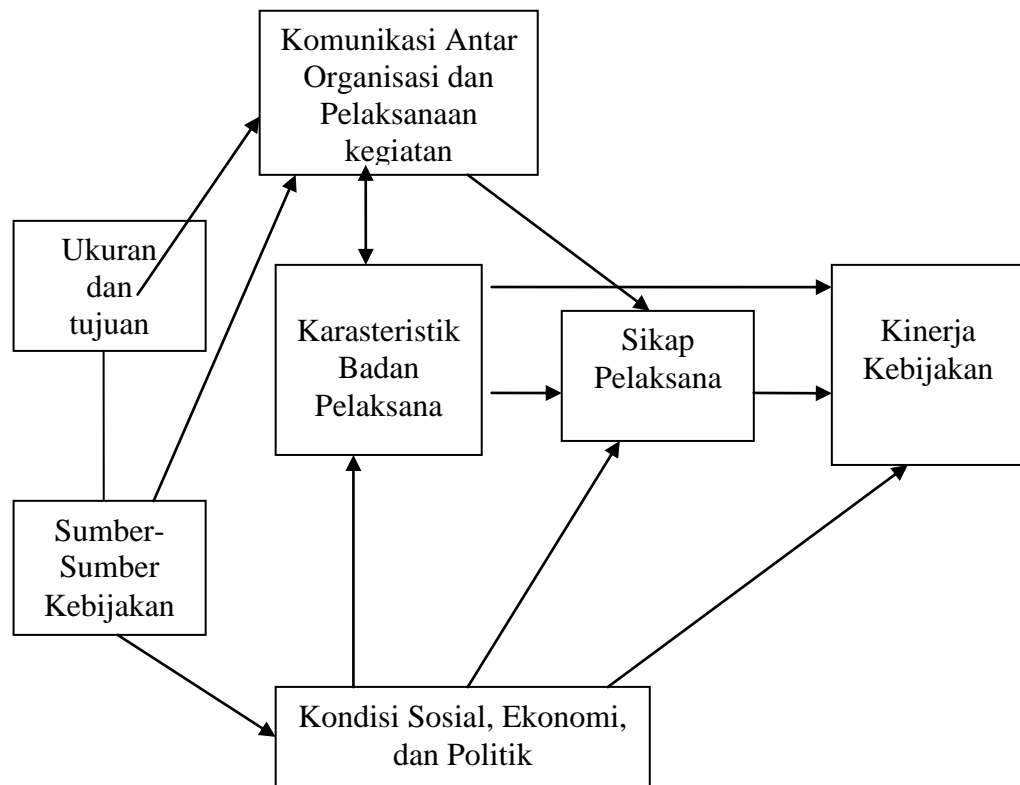 Komunikasi Antar
Organisasi dan
Pelaksanaan
kegiatan
Ukuran
dan
tujuan
Karasteristik
Badan
Pelaksana
Sikap
Pelaksana
Kinerja
Kebijakan
Sumber-
Sumber
Kebijakan
Kondisi Sosial, Ekonomi,
dan Politik